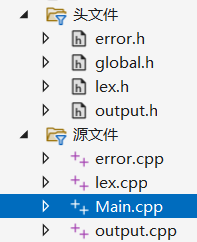 头文件
error.h
global.h
lex.h
output.h
源文件
error.cpp
lex.cpp
Main.cpp
output.cpp